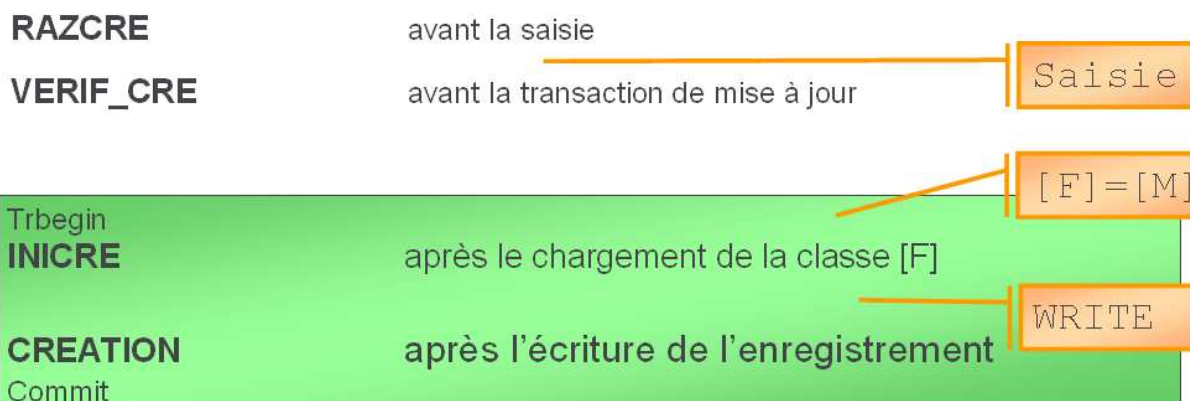 RAZCRE avant la saisie
Saisie
VERIF_CRE avant la transaction de mise à jour
[F]=[M]
Trbegin
INICRE après le chargement de la classe [F]
WRITE
CREATION après l'écriture de l'enregistrement
Commit